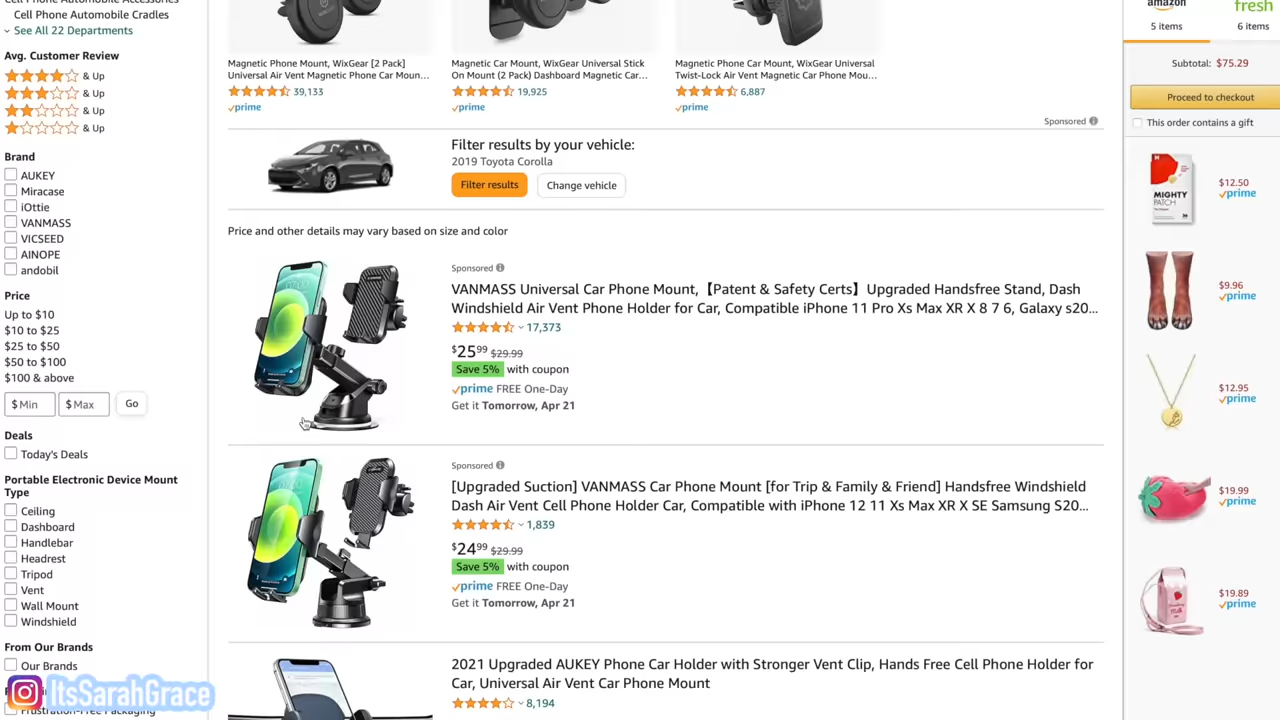 Cell Phone Automobile Accessories
Cell Phone Automobile Cradles
See All 22 Departments
Avg. Customer Review
& Up
& Up
& Up
& Up
Brand
AUKEY
Miracase
iOttie
VANMASS
VICSEED
AINOPE
andobil
Price
Up to $10
$10 to $25
$25 to $50
$50 to $100
$100 & above
$ Min $ Max Go
Deals
Today's Deals
Portable Electronic Device Mount
Type
Ceiling
Dashboard
Handlebar
Headrest
Tripod
Vent
Wall Mount
Windshield
From Our Brands
Our Brands
Frustration-Free Packaging
ItsSarahGrace
Magnetic Phone Mount, WixGear [2 Pack]
Universal Air Vent Magnetic Phone Car Moun…
39,133
prime
Magnetic Car Mount, WixGear Universal Stick
On Mount (2 Pack) Dashboard Magnetic Car…
19,925
prime
Magnetic Phone Car Mount, WixGear Universal
Twist-Lock Air Vent Magnetic Car Phone Mou…
6,887
prime
Sponsored
Filter results by your vehicle:
2019 Toyota Corolla
Filter results Change vehicle
Price and other details may vary based on size and color
Sponsored
VANMASS Universal Car Phone Mount,【Patent & Safety Certs】Upgraded Handsfree Stand, Dash
Windshield Air Vent Phone Holder for Car, Compatible iPhone 11 Pro Xs Max XR X 8 7 6, Galaxy s20...
17,373
$25 99 $29.99
Save 5% with coupon
prime FREE One-Day
Get it Tomorrow, Apr 21
Sponsored
[Upgraded Suction] VANMASS Car Phone Mount [for Trip & Family & Friend] Handsfree Windshield
Dash Air Vent Cell Phone Holder Car, Compatible with iPhone 12 11 Xs Max XR X SE Samsung S20...
1,839
$24 99 $29.99
Save 5% with coupon
prime FREE One-Day
Get it Tomorrow, Apr 21
2021 Upgraded AUKEY Phone Car Holder with Stronger Vent Clip, Hands Free Cell Phone Holder for
Car, Universal Air Vent Car Phone Mount
8,194
amazon fresh
5 items 6 items
Subtotal: $75.29
Proceed to checkout
This order contains a gift
MIGHTY
PATCH
$12.50
prime
$9.96
prime
$12.95
prime
$19.99
prime
$19.89
prime